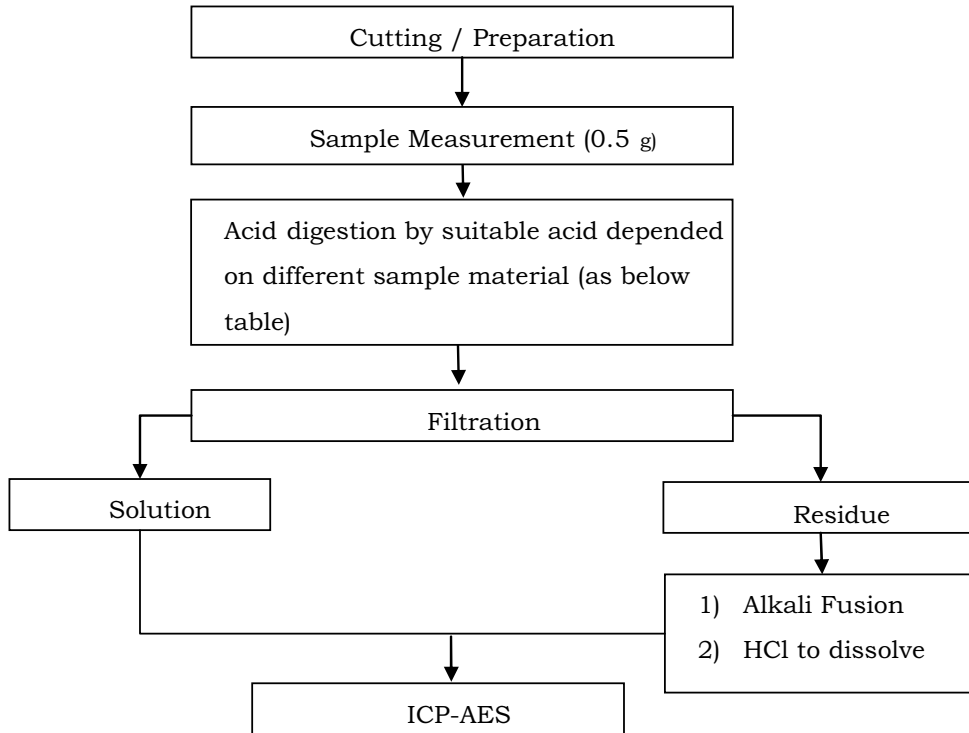 Cutting / Preparation
Sample Measurement (0.5 g)
Acid digestion by suitable acid depended
on different sample material (as below
table)
Filtration
Solution
Residue
1) Alkali Fusion
2) HCl to dissolve
ICP-AES